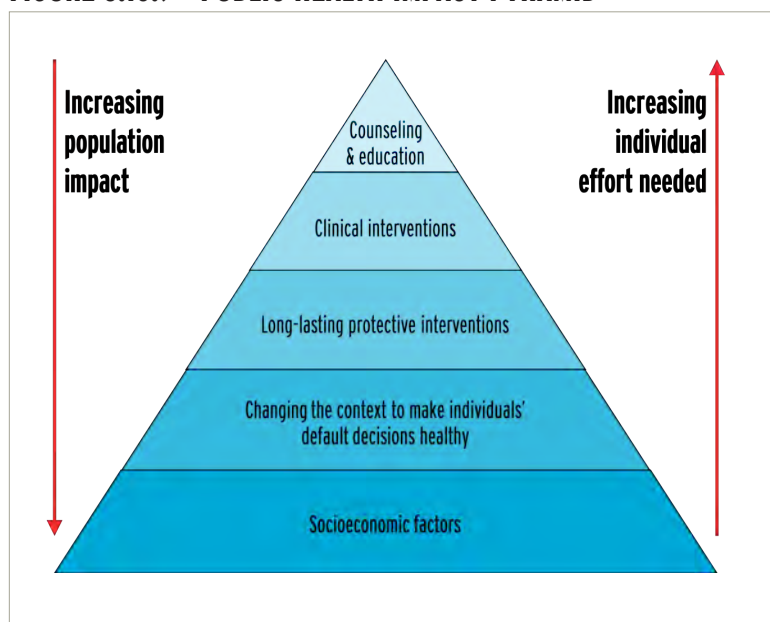 Increasing
population
impact
Increasing
individual
effort needed
Counseling
& education
Clinical interventions
Long-lasting protective interventions
Changing the context to make individuals'
default decisions healthy
Socioeconomic factors